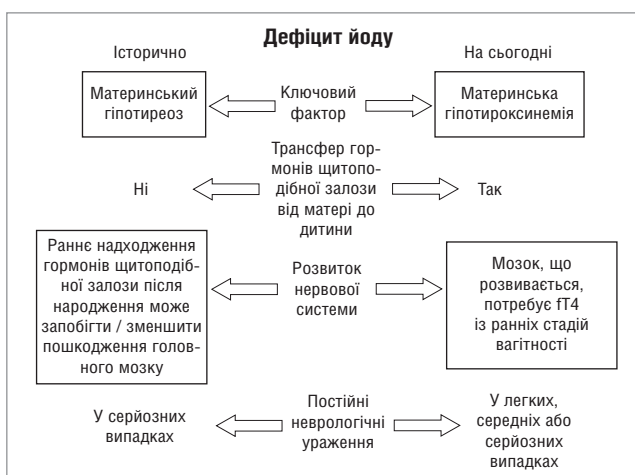 Дефіцит йоду
Історично
На сьогодні
Материнський
гіпотиреоз
Ключовий
фактор
Материнська
гіпотироксинемія
Ні
Трансфер гор-
монів щитопо-
дібної залози
від матері до
дитини
Так
Раннє надходження
гормонів щитоподіб-
ної залози після
народження може
запобігти / зменшити
пошкодження голов-
ного мозку
Розвиток
нервової
системи
Мозок, що
розвивається,
потребує fT4
із ранніх стадій
вагітності
У серйозних
випадках
Постійні
неврологічні
ураження
У легких,
середніх або
серйозних
випадках